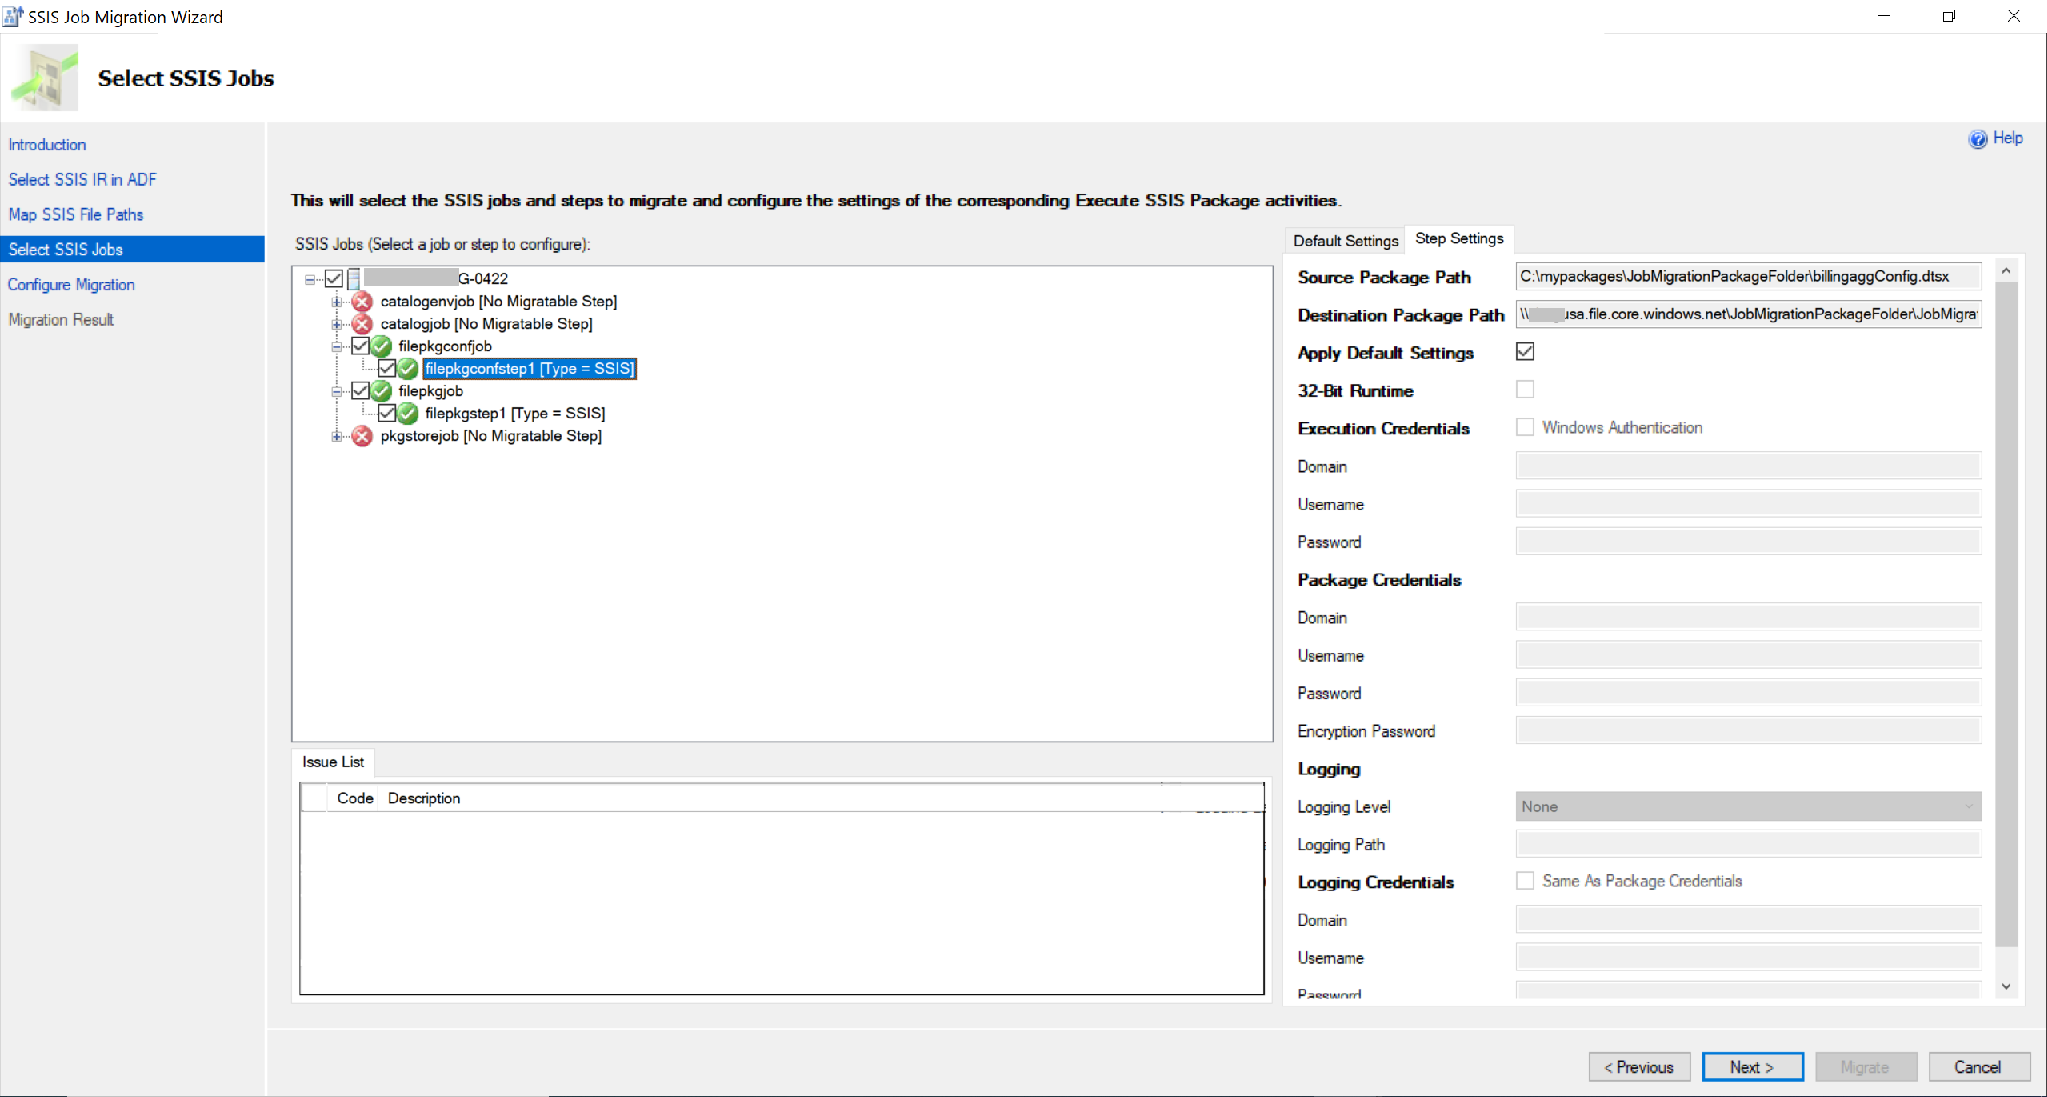 SSIS Job Migration Wizard
Select SSIS Jobs
Introduction
Select SSIS IR in ADF
Map SSIS File Paths
Select SSIS Jobs
Configure Migration
Migration Result
Help
This will select the SSIS jobs and steps to migrate and configure the settings of the corresponding Execute SSIS Package activities.
SSIS Jobs (Select a job or step to configure):
G-0422
catalogenvjob [No Migratable Step]
catalogjob [No Migratable Step]
filepkgconfjob
filepkgconfstep1 [Type = SSIS]
filepkgjob
filepkgstep1 [Type = SSIS]
pkgstorejob [No Migratable Step]
Issue List
Code Description
Default Settings Step Settings
Source Package Path C:\mypackages\JobMigrationPackageFolder\billingaggConfig.dtsx
Destination Package Path \\ usa.file.core.windows.net\JobMigrationPackageFolder\JobMigra
Apply Default Settings
32-Bit Runtime
Execution Credentials Windows Authentication
Domain
Username
Password
Package Credentials
Domain
Username
Password
Encryption Password
Logging
Logging Level None
Logging Path
Logging Credentials Same As Package Credentials
Domain
Username
Password
< Previous Next > Migrate Cancel